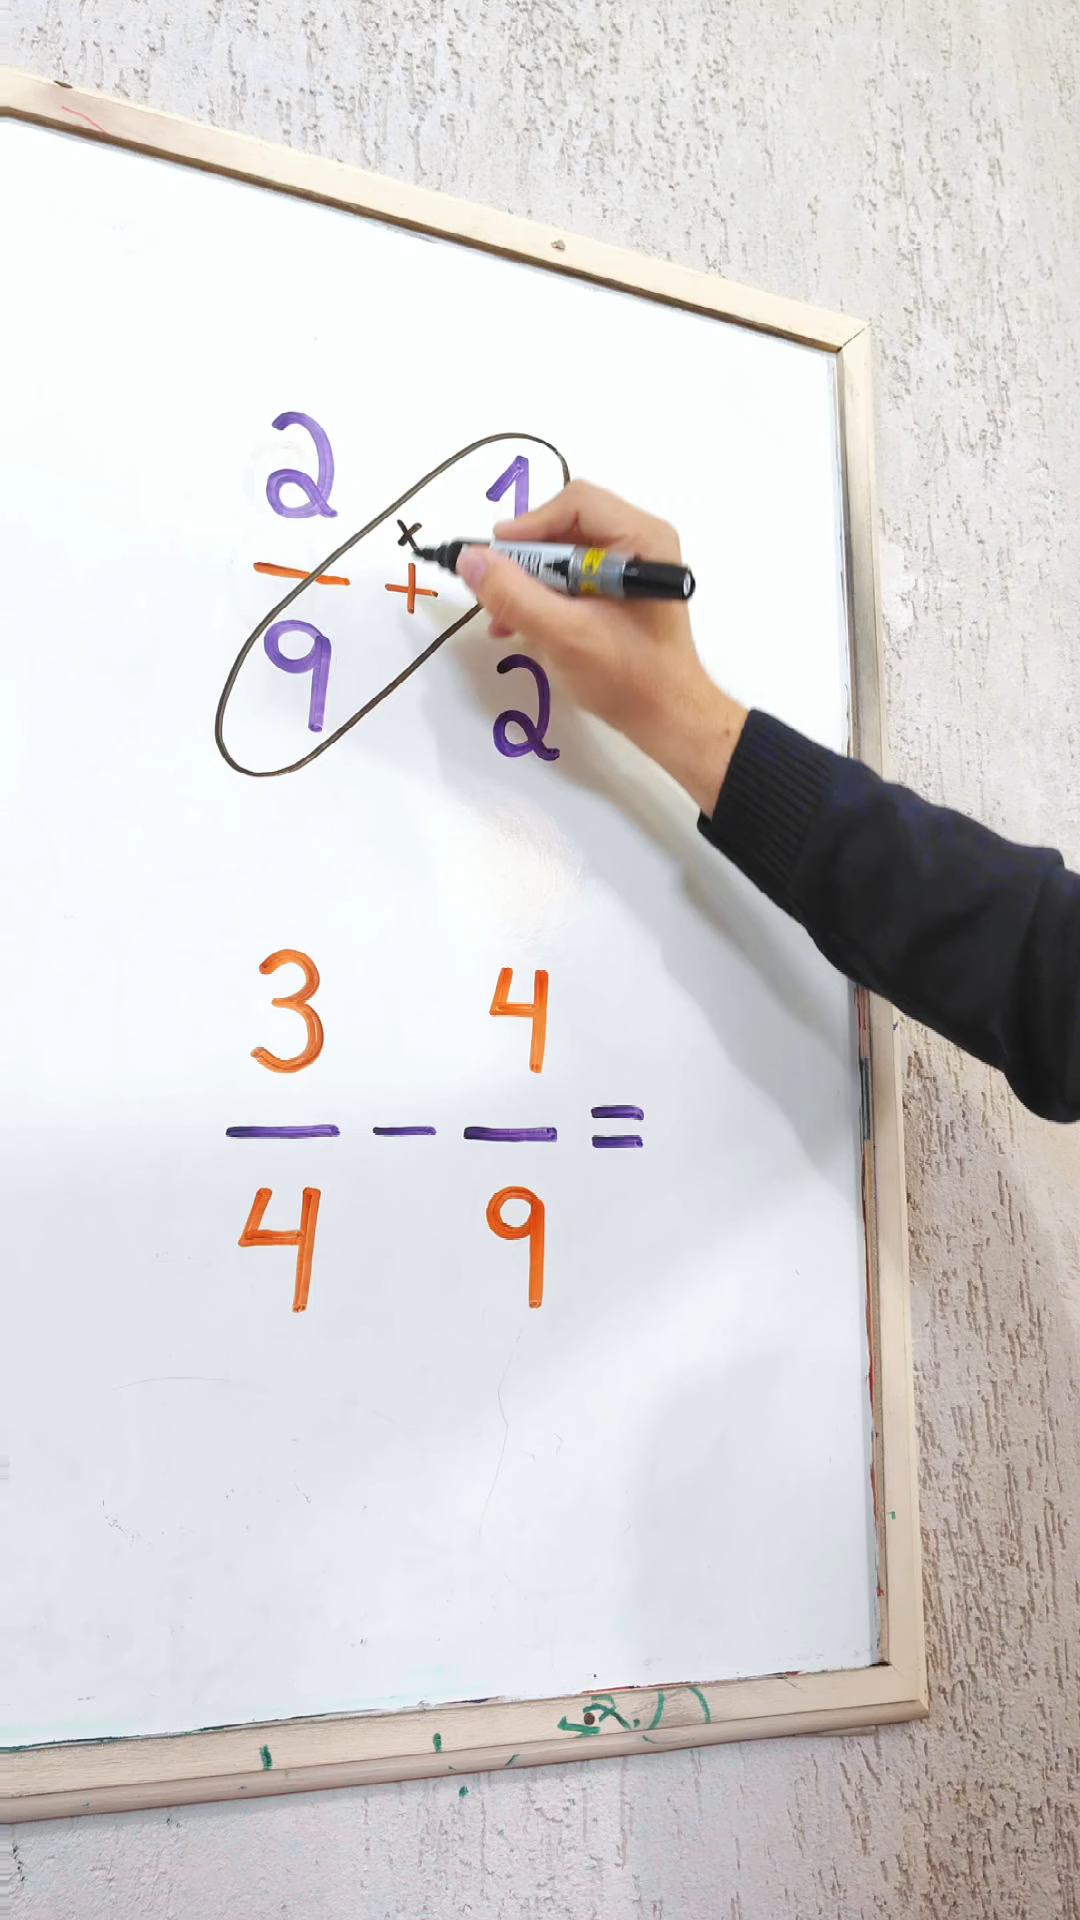 2 × 1
— +
9 2
3 4
— - — =
4 9